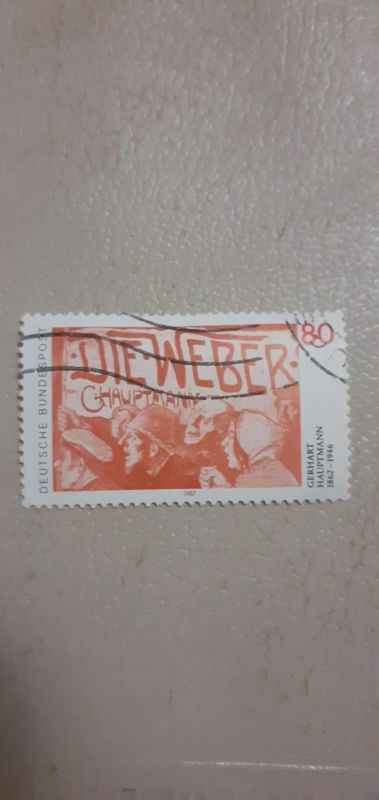 DEUTSCHE BUNDESPOST
80
DIE WEBER
G·HAUPTMANN
1987
GERHART
HAUPTMANN
1862–1946